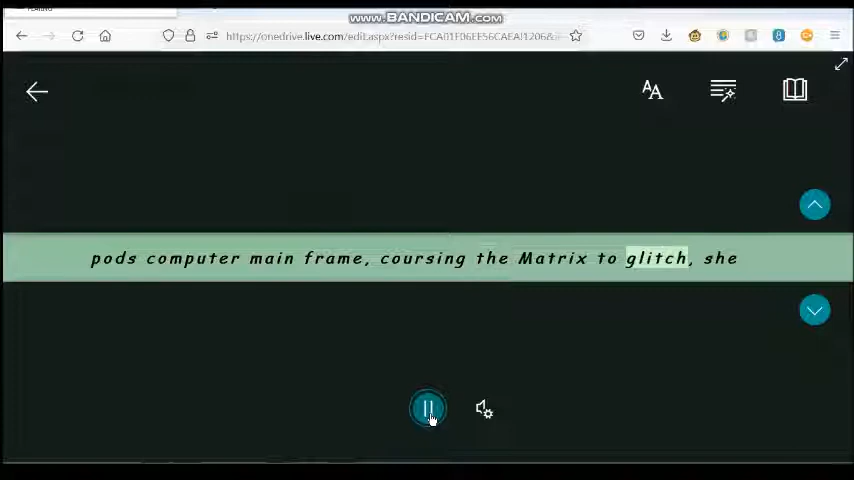 www.BANDICAM.com
https://onedrive.live.com/edit.aspx?resid=FCA01F06EE56CAEA!1206&
pods computer main frame, coursing the Matrix to glitch, she